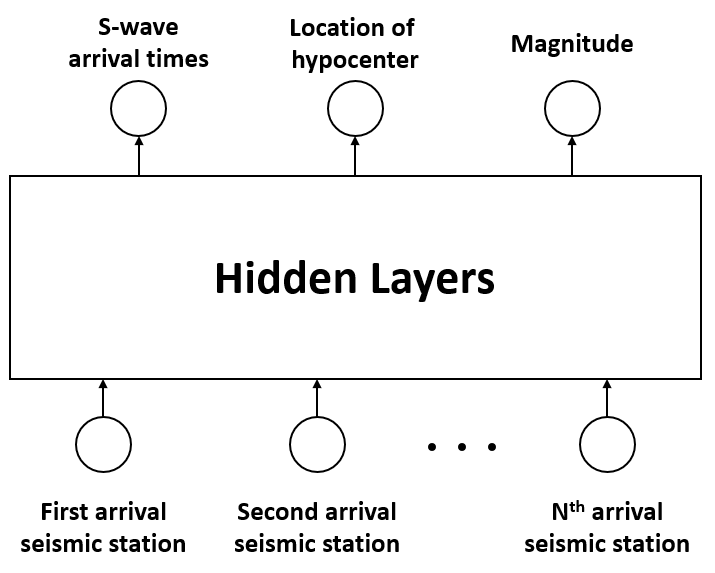 S-wave
arrival times
Location of
hypocenter
Magnitude
Hidden Layers
First arrival
seismic station
Second arrival
seismic station
. . .
Nth arrival
seismic station